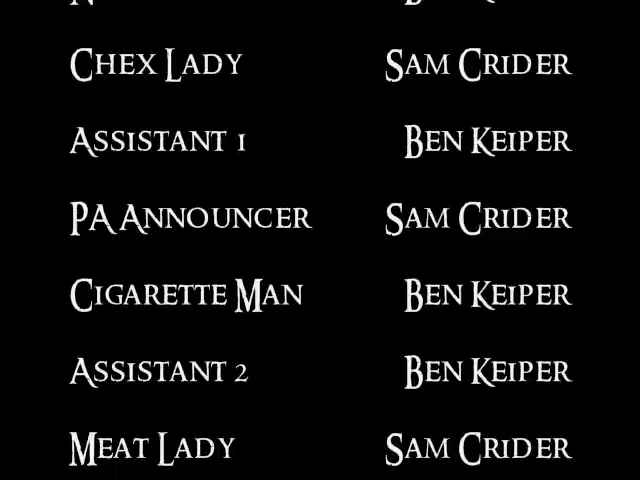 Chex Lady Sam Crider
Assistant 1 Ben Keiper
PA Announcer Sam Crider
Cigarette Man Ben Keiper
Assistant 2 Ben Keiper
Meat Lady Sam Crider